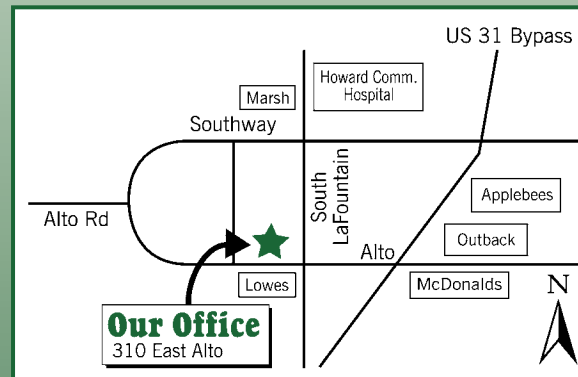 US 31 Bypass
Howard Comm.
Hospital
Marsh
Southway
South
LaFountain
Applebees
Alto Rd
Outback
Alto
Lowes
McDonalds
N
Our Office
310 East Alto